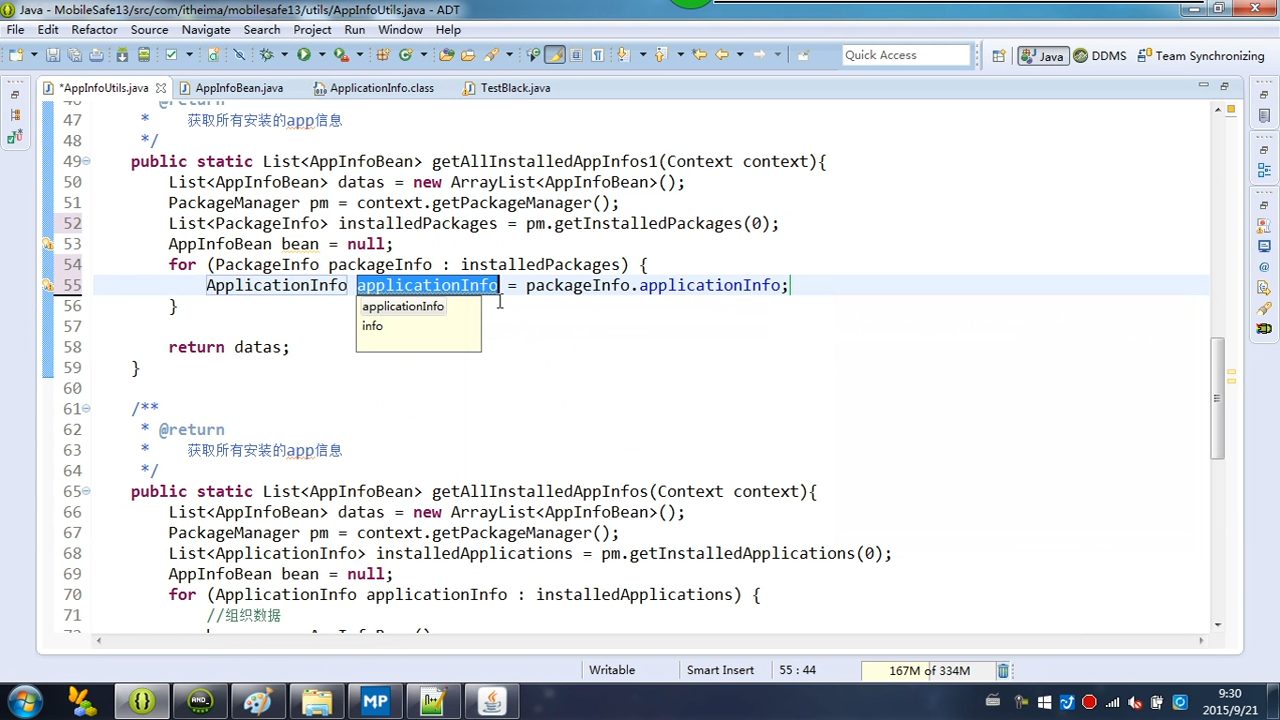 Java - MobileSafe13/src/com/itheima/mobilesafe13/utils/AppInfoUtils.java - ADT
File Edit Refactor Source Navigate Search Project Run Window Help
Quick Access Java DDMS Team Synchronizing
*AppInfoUtils.java AppInfoBean.java ApplicationInfo.class TestBlack.java
46 * @return
47 * 获取所有安装的app信息
48 */
49 public static List<AppInfoBean> getAllInstalledAppInfos1(Context context){
50 List<AppInfoBean> datas = new ArrayList<AppInfoBean>();
51 PackageManager pm = context.getPackageManager();
52 List<PackageInfo> installedPackages = pm.getInstalledPackages(0);
53 AppInfoBean bean = null;
54 for (PackageInfo packageInfo : installedPackages) {
55 ApplicationInfo applicationInfo = packageInfo.applicationInfo;
56 }
applicationInfo
57
info
58 return datas;
59 }
60
61 /**
62 * @return
63 * 获取所有安装的app信息
64 */
65 public static List<AppInfoBean> getAllInstalledAppInfos(Context context){
66 List<AppInfoBean> datas = new ArrayList<AppInfoBean>();
67 PackageManager pm = context.getPackageManager();
68 List<ApplicationInfo> installedApplications = pm.getInstalledApplications(0);
69 AppInfoBean bean = null;
70 for (ApplicationInfo applicationInfo : installedApplications) {
71 //组织数据
Writable Smart Insert 55 : 44 167M of 334M
9:30
2015/9/21